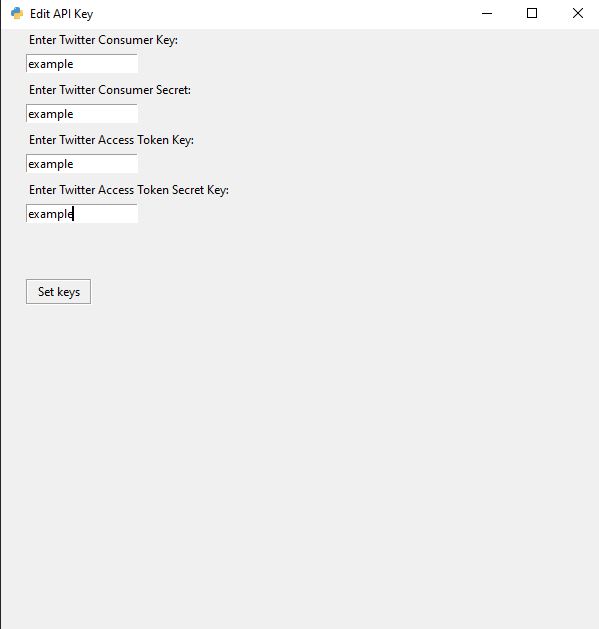 Edit API Key
Enter Twitter Consumer Key:
example
Enter Twitter Consumer Secret:
example
Enter Twitter Access Token Key:
example
Enter Twitter Access Token Secret Key:
example
Set keys